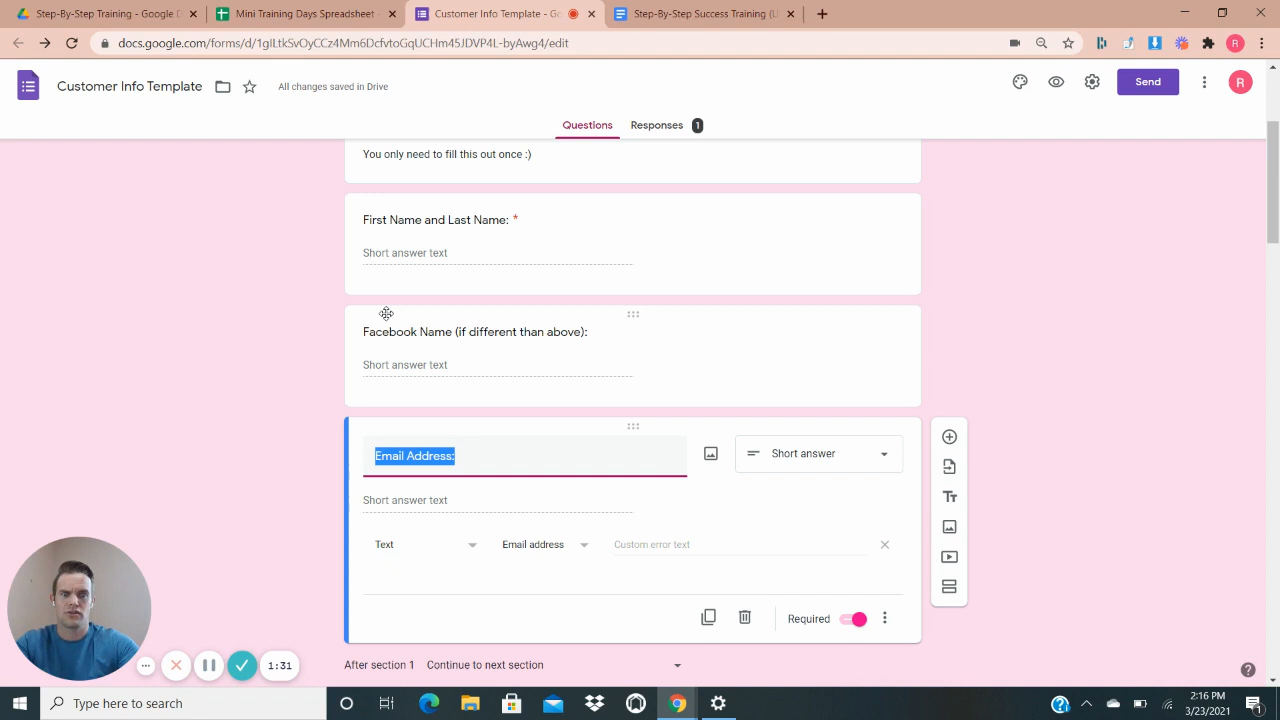 Step-By-Step Training - Google D
Mini Training Days Spreadsheet -
Customer Info Template - Go
Step-By-Step Success Training (L
docs.google.com/forms/d/1gILtkSvOyCCz4Mm6DcfvtoGqUCHm45JDVP4L-byAwg4/edit
R
Customer Info Template
All changes saved in Drive
Send
R
Questions
Responses 1
You only need to fill this out once :)
First Name and Last Name: *
Short answer text
Facebook Name (if different than above):
Short answer text
Email Address:
Short answer
Short answer text
Text
Email address
Custom error text
Required
After section 1 Continue to next section
1:31
Type here to search
2:16 PM
3/23/2021
1